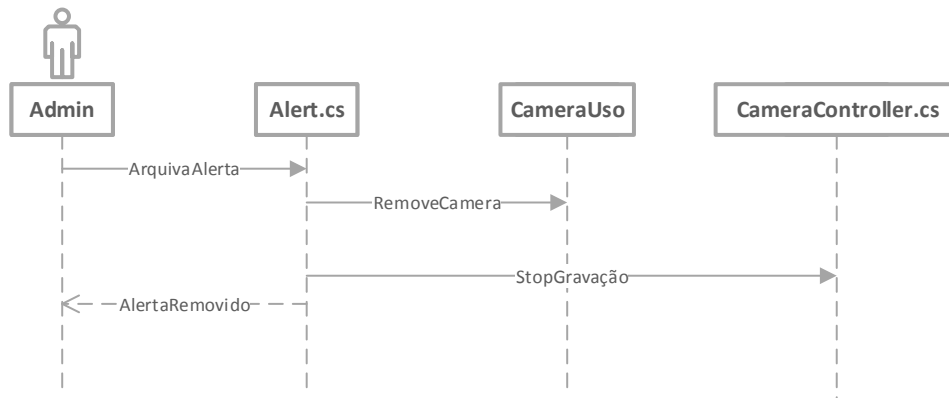 Admin
Alert.cs
CameraUso
CameraController.cs
ArquivaAlerta
RemoveCamera
StopGravação
AlertaRemovido